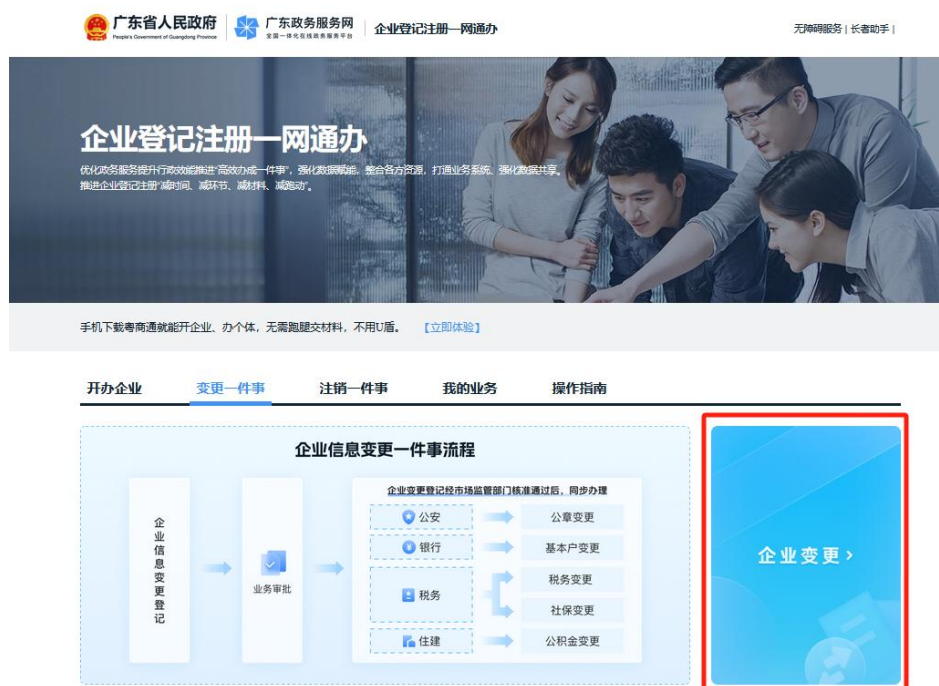 广东省人民政府
People's Government of Guangdong Province
广东政务服务网
全国一体化在线政务服务平台
企业登记注册一网通办
无障碍服务 | 长者助手 |
企业登记注册一网通办
优化政务服务提升行政效能推进“高效办成一件事”，强化数据赋能，整合各方资源，打通业务系统，强化数据共享。
推进企业登记注册“减时间、减环节、减材料、减跑动”。
手机下载粤商通就能开企业、办个体，无需跑腿交材料，不用U盾。 【立即体验】
开办企业 变更一件事 注销一件事 我的业务 操作指南
企业信息变更一件事流程
企业信息变更登记
业务审批
企业变更登记经市场监管部门核准通过后，同步办理
公安 公章变更
银行 基本户变更
税务 税务变更
社保变更
住建 公积金变更
企业变更 ›